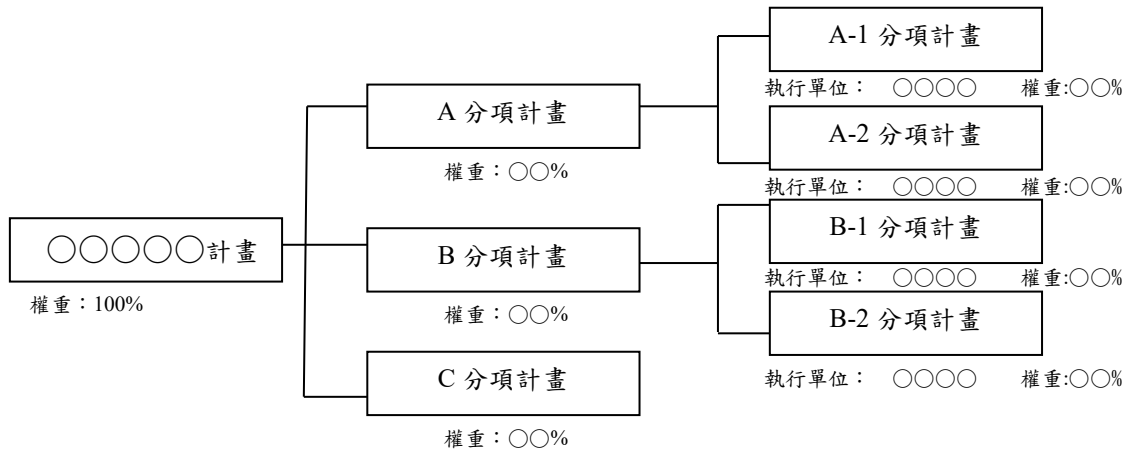 A-1 分項計畫
執行單位： ○○○○ 權重:○○%
A 分項計畫
權重：○○%
A-2 分項計畫
執行單位： ○○○○ 權重:○○%
○○○○○計畫
權重：100%
B 分項計畫
權重：○○%
B-1 分項計畫
執行單位： ○○○○ 權重:○○%
B-2 分項計畫
執行單位： ○○○○ 權重:○○%
C 分項計畫
權重：○○%